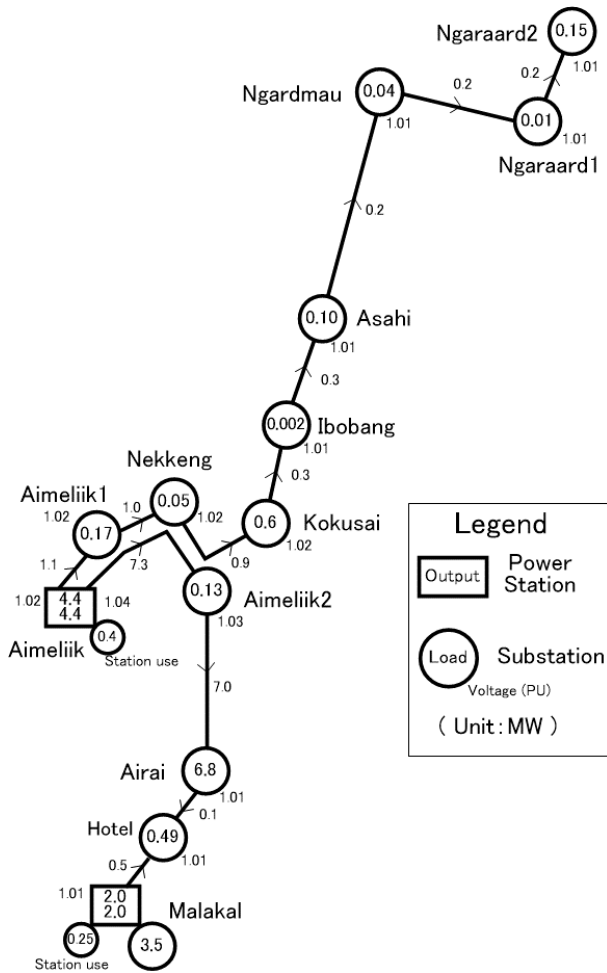 Ngaraard2
0.15
1.01
0.2
Ngardmau
0.04
1.01
0.2
0.01
1.01
Ngaraard1
0.2
0.10
Asahi
1.01
0.3
0.002
Ibobang
1.01
0.3
Nekkeng
0.05
1.02
Aimeliik1
1.02
0.17
1.0
0.6
Kokusai
1.02
0.9
1.1
7.3
0.13
Aimeliik2
1.03
1.02
4.4
4.4
1.04
Aimeliik
0.4
Station use
7.0
Airai
6.8
1.01
0.1
Hotel
0.49
1.01
0.5
1.01
2.0
2.0
Malakal
0.25
Station use
3.5
Legend
Output
Power
Station
Load
Substation
Voltage (PU)
( Unit : MW )